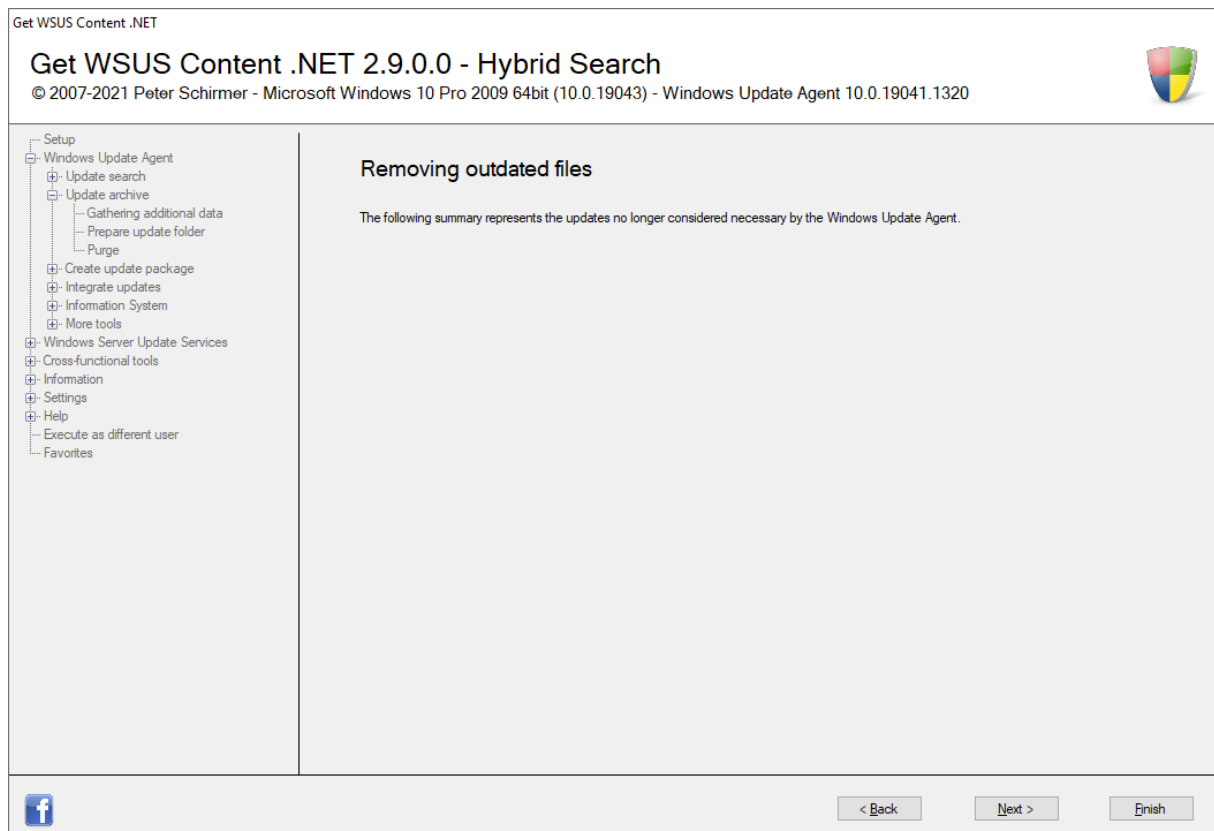 Get WSUS Content .NET
Get WSUS Content .NET 2.9.0.0 - Hybrid Search
© 2007-2021 Peter Schirmer - Microsoft Windows 10 Pro 2009 64bit (10.0.19043) - Windows Update Agent 10.0.19041.1320
Setup
Windows Update Agent
Update search
Update archive
Gathering additional data
Prepare update folder
Purge
Create update package
Integrate updates
Information System
More tools
Windows Server Update Services
Cross-functional tools
Information
Settings
Help
Execute as different user
Favorites
Removing outdated files
The following summary represents the updates no longer considered necessary by the Windows Update Agent.
f
< Back
Next >
Finish